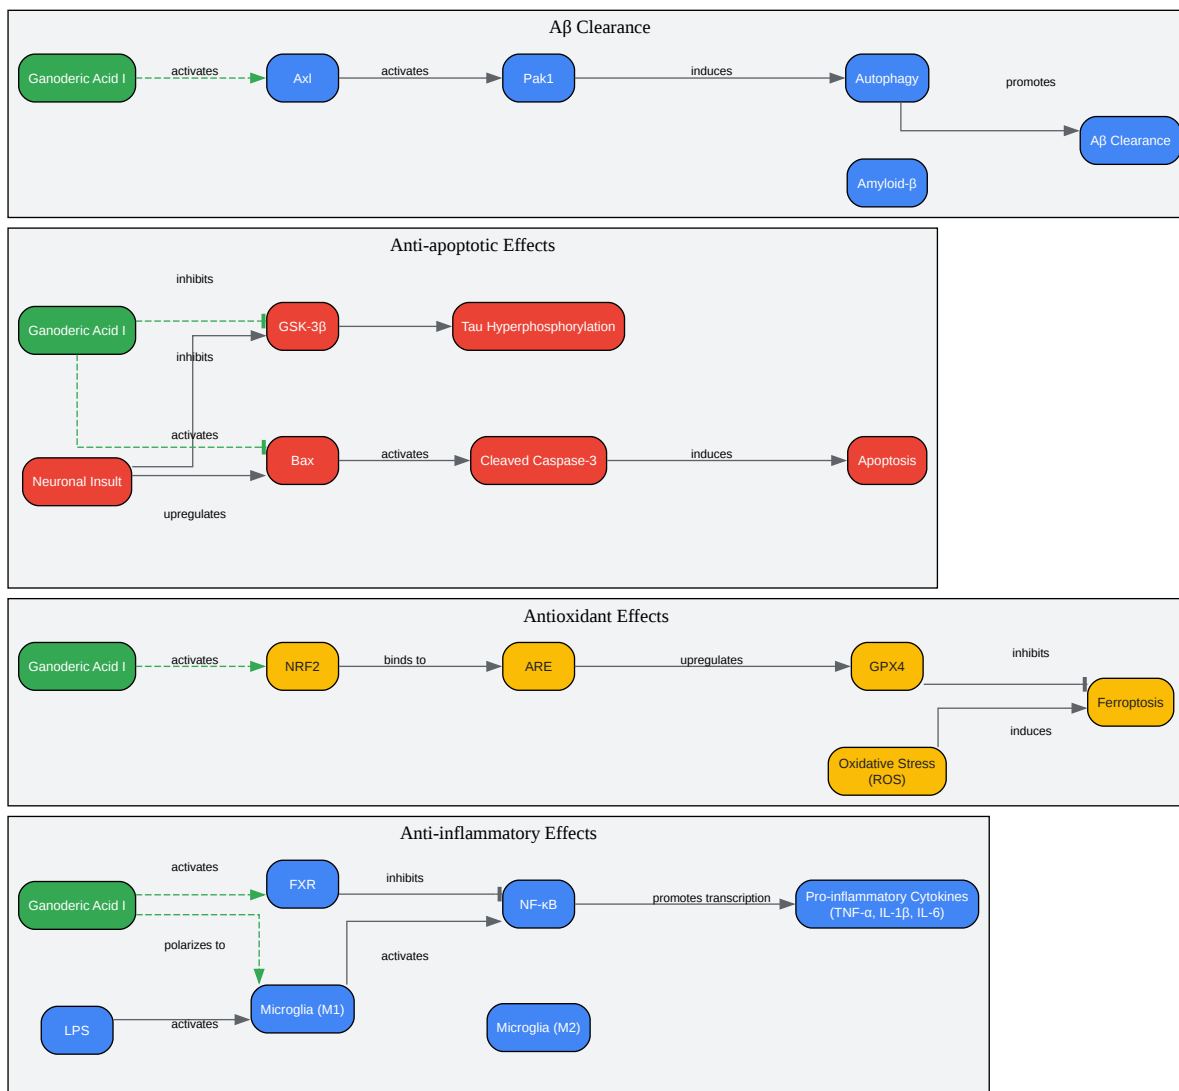 Aβ Clearance
Ganoderic Acid I
activates
Axl
activates
Pak1
induces
Autophagy
promotes
Aβ Clearance
Amyloid-β
Anti-apoptotic Effects
inhibits
Ganoderic Acid I
GSK-3β
Tau Hyperphosphorylation
inhibits
activates
Neuronal Insult
Bax
activates
Cleaved Caspase-3
induces
Apoptosis
upregulates
Antioxidant Effects
Ganoderic Acid I
activates
NRF2
binds to
ARE
upregulates
GPX4
inhibits
Ferroptosis
induces
Oxidative Stress
(ROS)
Anti-inflammatory Effects
activates
Ganoderic Acid I
FXR
inhibits
NF-κB
promotes transcription
Pro-inflammatory Cytokines
(TNF-α, IL-1β, IL-6)
polarizes to
activates
LPS
activates
Microglia (M1)
Microglia (M2)